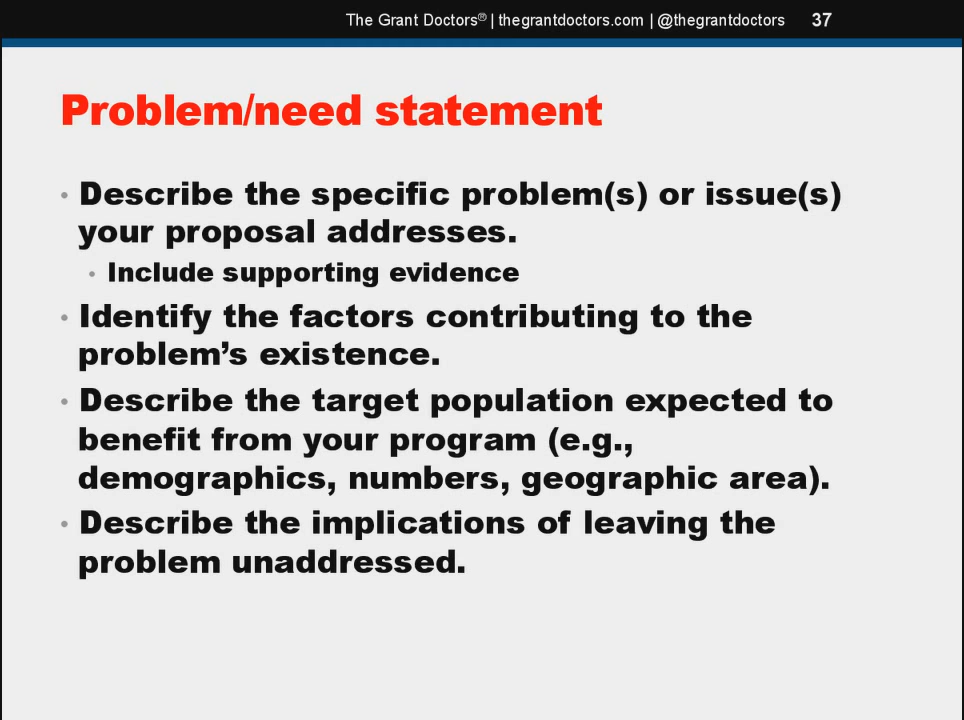 The Grant Doctors® | thegrantdoctors.com | @thegrantdoctors 37
Problem/need statement
• Describe the specific problem(s) or issue(s)
your proposal addresses.
• Include supporting evidence
• Identify the factors contributing to the
problem’s existence.
• Describe the target population expected to
benefit from your program (e.g.,
demographics, numbers, geographic area).
• Describe the implications of leaving the
problem unaddressed.